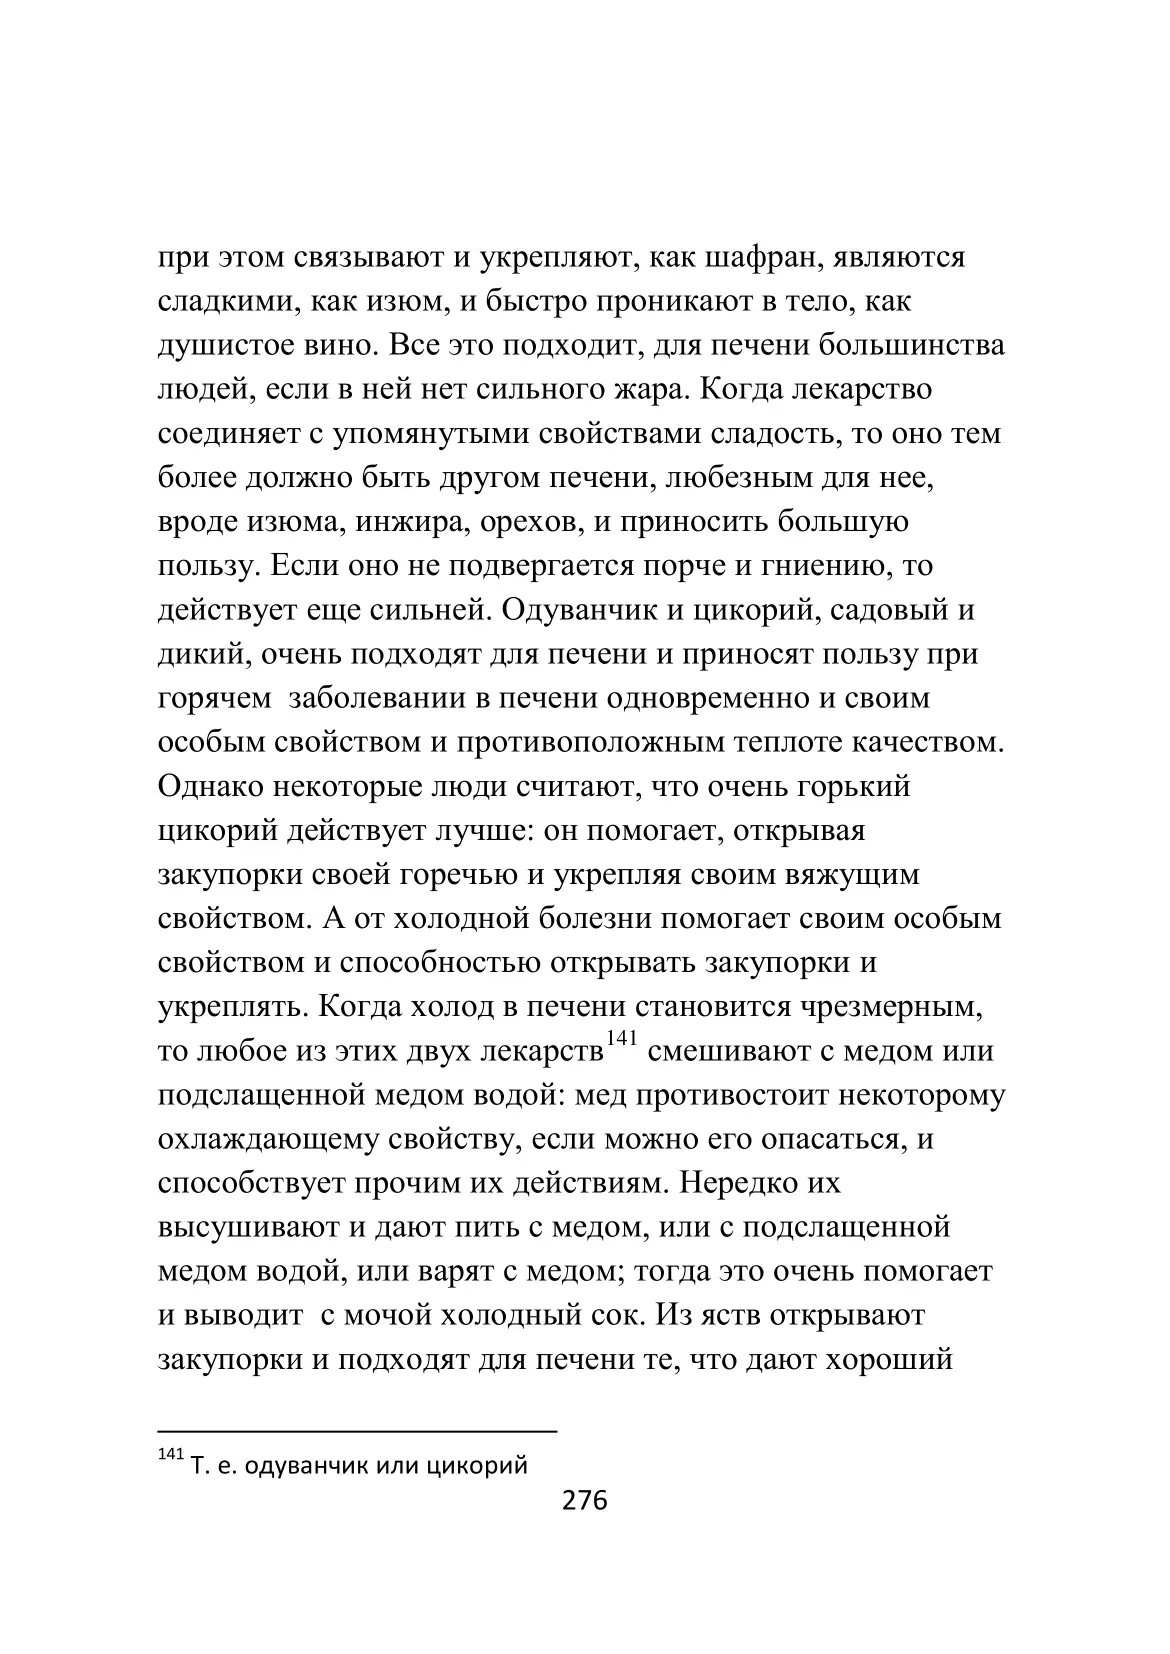 при этом связывают и укрепляют, как шафран, являются
сладкими, как изюм, и быстро проникают в тело, как
душистое вино. Все это подходит, для печени большинства
людей, если в ней нет сильного жара. Когда лекарство
соединяет с упомянутыми свойствами сладость, то оно тем
более должно быть другом печени, любезным для нее,
вроде изюма, инжира, орехов, и приносить большую
пользу. Если оно не подвергается порче и гниению, то
действует еще сильней. Одуванчик и цикорий, садовый и
дикий, очень подходят для печени и приносят пользу при
горячем  заболевании в печени одновременно и своим
особым свойством и противоположным теплоте качеством.
Однако некоторые люди считают, что очень горький
цикорий действует лучше: он помогает, открывая
закупорки своей горечью и укрепляя своим вяжущим
свойством. А от холодной болезни помогает своим особым
свойством и способностью открывать закупорки и
укреплять. Когда холод в печени становится чрезмерным,
то любое из этих двух лекарств141 смешивают с медом или
подслащенной медом водой: мед противостоит некоторому
охлаждающему свойству, если можно его опасаться, и
способствует прочим их действиям. Нередко их
высушивают и дают пить с медом, или с подслащенной
медом водой, или варят с медом; тогда это очень помогает
и выводит  с мочой холодный сок. Из яств открывают
закупорки и подходят для печени те, что дают хороший
141 Т. е. одуванчик или цикорий
276